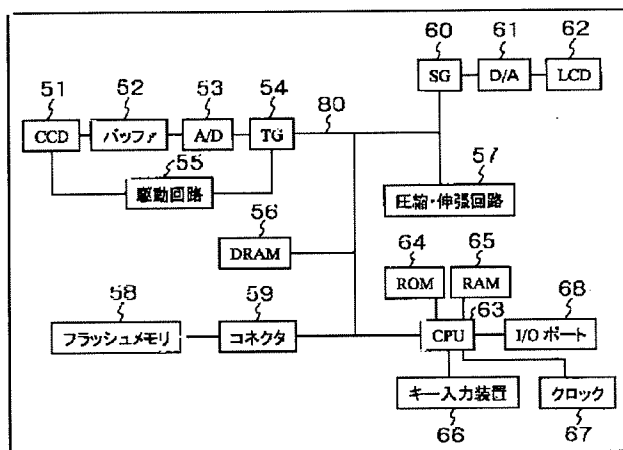 60 61 62
SG D/A LCD
51 52 53 54 80
CCD バッファ A/D TG
55
駆動回路
57
圧縮・伸張回路
56
DRAM
64 65
ROM RAM
58 59 63 68
フラッシュメモリ コネクタ CPU I/O ポート
キー入力装置 クロック
66 67